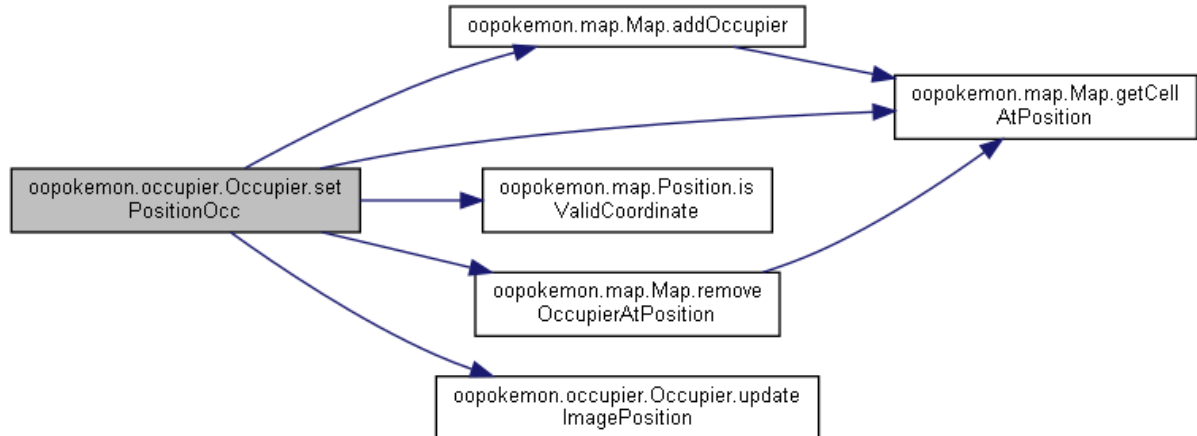 oopokemon.map.Map.addOccupier
oopokemon.map.Map.getCell
AtPosition
oopokemon.occupier.Occupier.set
PositionOcc
oopokemon.map.Position.is
ValidCoordinate
oopokemon.map.Map.remove
OccupierAtPosition
oopokemon.occupier.Occupier.update
ImagePosition